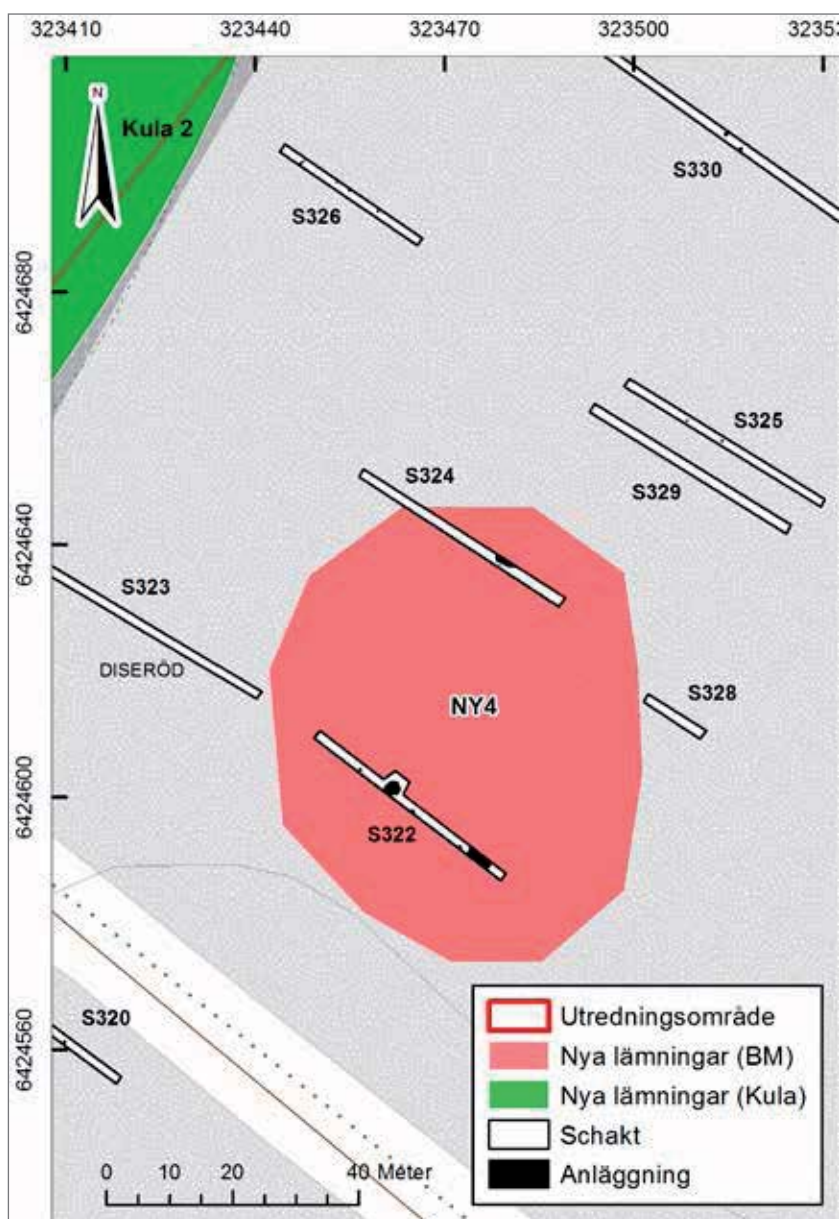 323410 323440 323470 323500
N
Kula 2
S330
S326
6424680
S325
S324
S329
6424640
S323
DISERÖD
S328
NY4
6424600
S322
S320
6424560
Utredningsområde
Nya lämningar (BM)
Nya lämningar (Kula)
Schakt
Anläggning
0 10 20 40 Meter